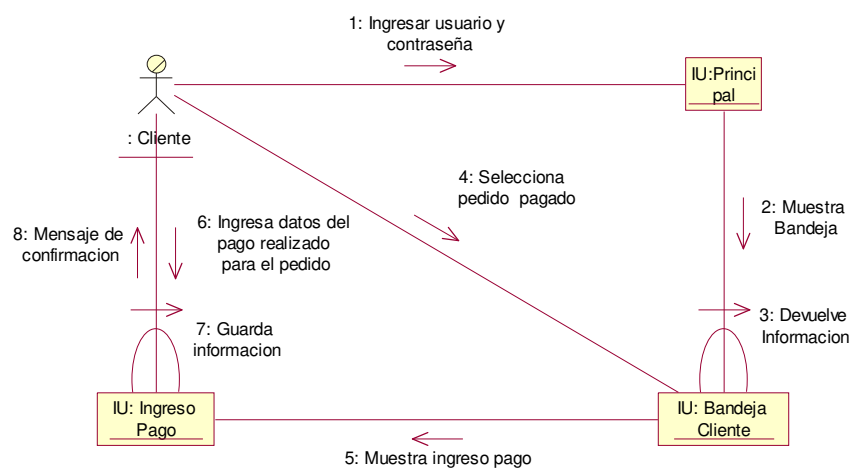 1: Ingresar usuario y
contraseña
IU:Princi
pal
: Cliente
4: Selecciona
pedido pagado
2: Muestra
Bandeja
8: Mensaje de
confirmacion
6: Ingresa datos del
pago realizado
para el pedido
7: Guarda
informacion
3: Devuelve
Informacion
IU: Ingreso
Pago
IU: Bandeja
Cliente
5: Muestra ingreso pago